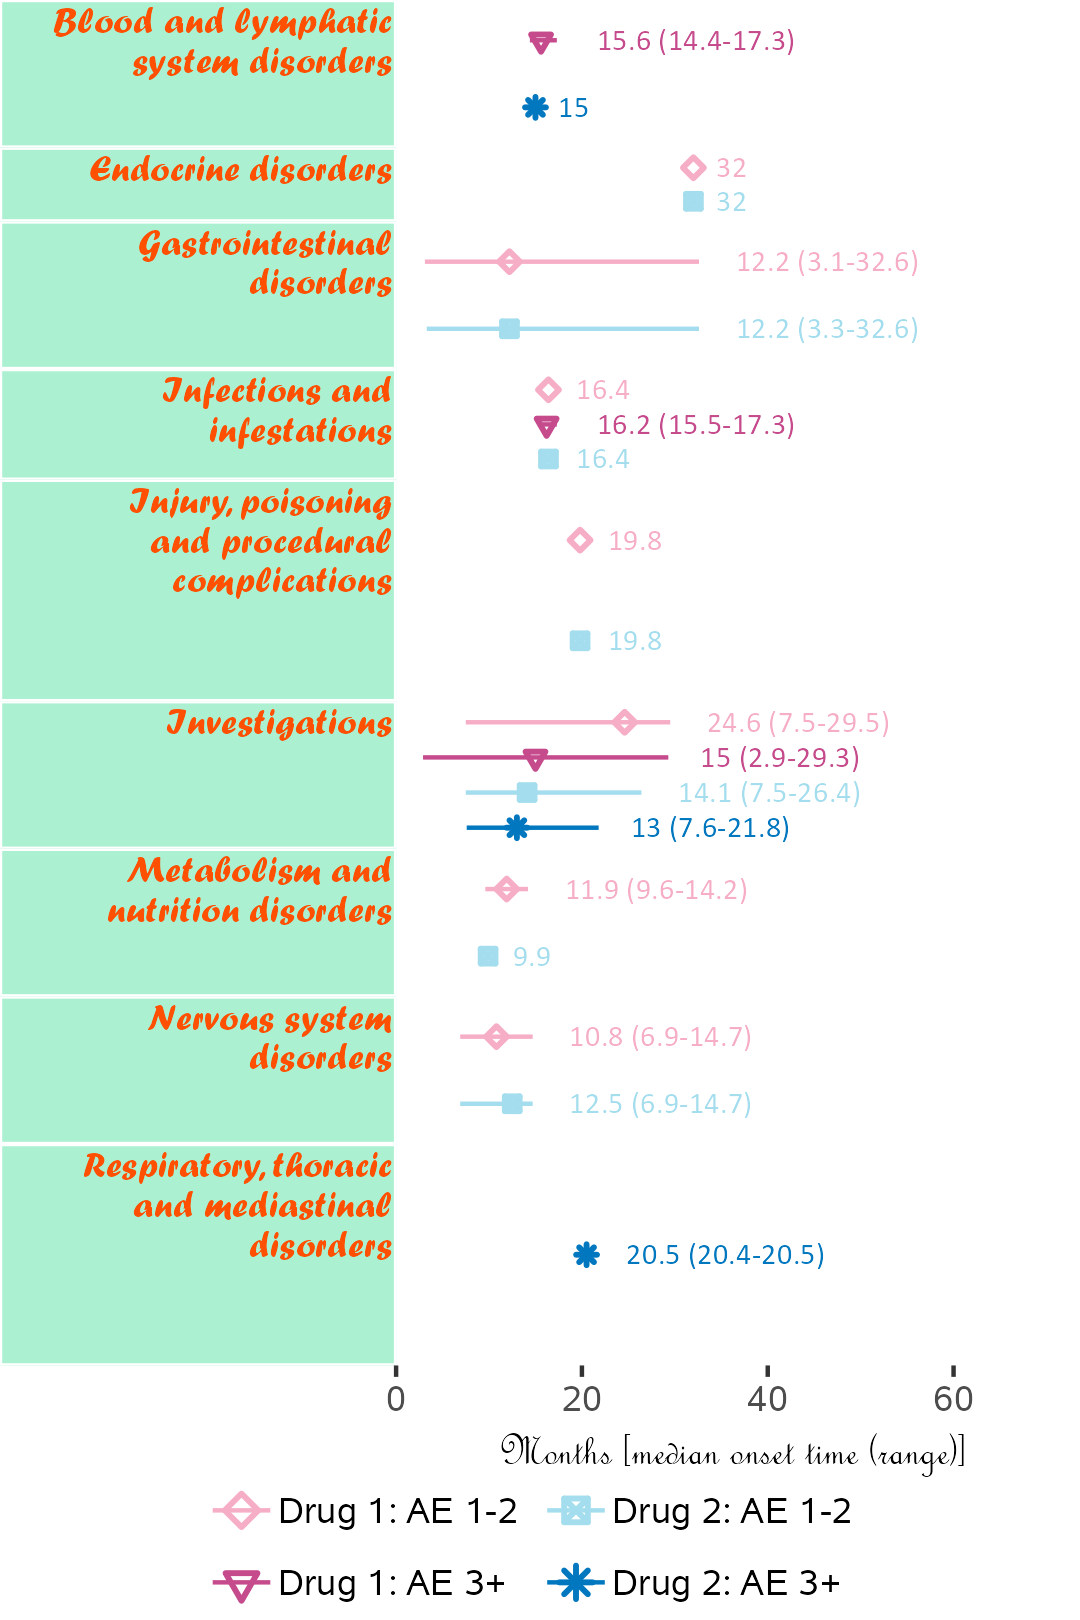 Blood and lymphatic
system disorders
15.6 (14.4-17.3)
15
Endocrine disorders
32
32
Gastrointestinal
disorders
12.2 (3.1-32.6)
12.2 (3.3-32.6)
Infections and
infestations
16.4
16.2 (15.5-17.3)
16.4
Injury, poisoning
and procedural
complications
19.8
19.8
Investigations
24.6 (7.5-29.5)
15 (2.9-29.3)
14.1 (7.5-26.4)
13 (7.6-21.8)
Metabolism and
nutrition disorders
11.9 (9.6-14.2)
9.9
Nervous system
disorders
10.8 (6.9-14.7)
12.5 (6.9-14.7)
Respiratory, thoracic
and mediastinal
disorders
20.5 (20.4-20.5)
0 20 40 60
Months [median onset time (range)]
Drug 1: AE 1-2 Drug 2: AE 1-2
Drug 1: AE 3+ Drug 2: AE 3+